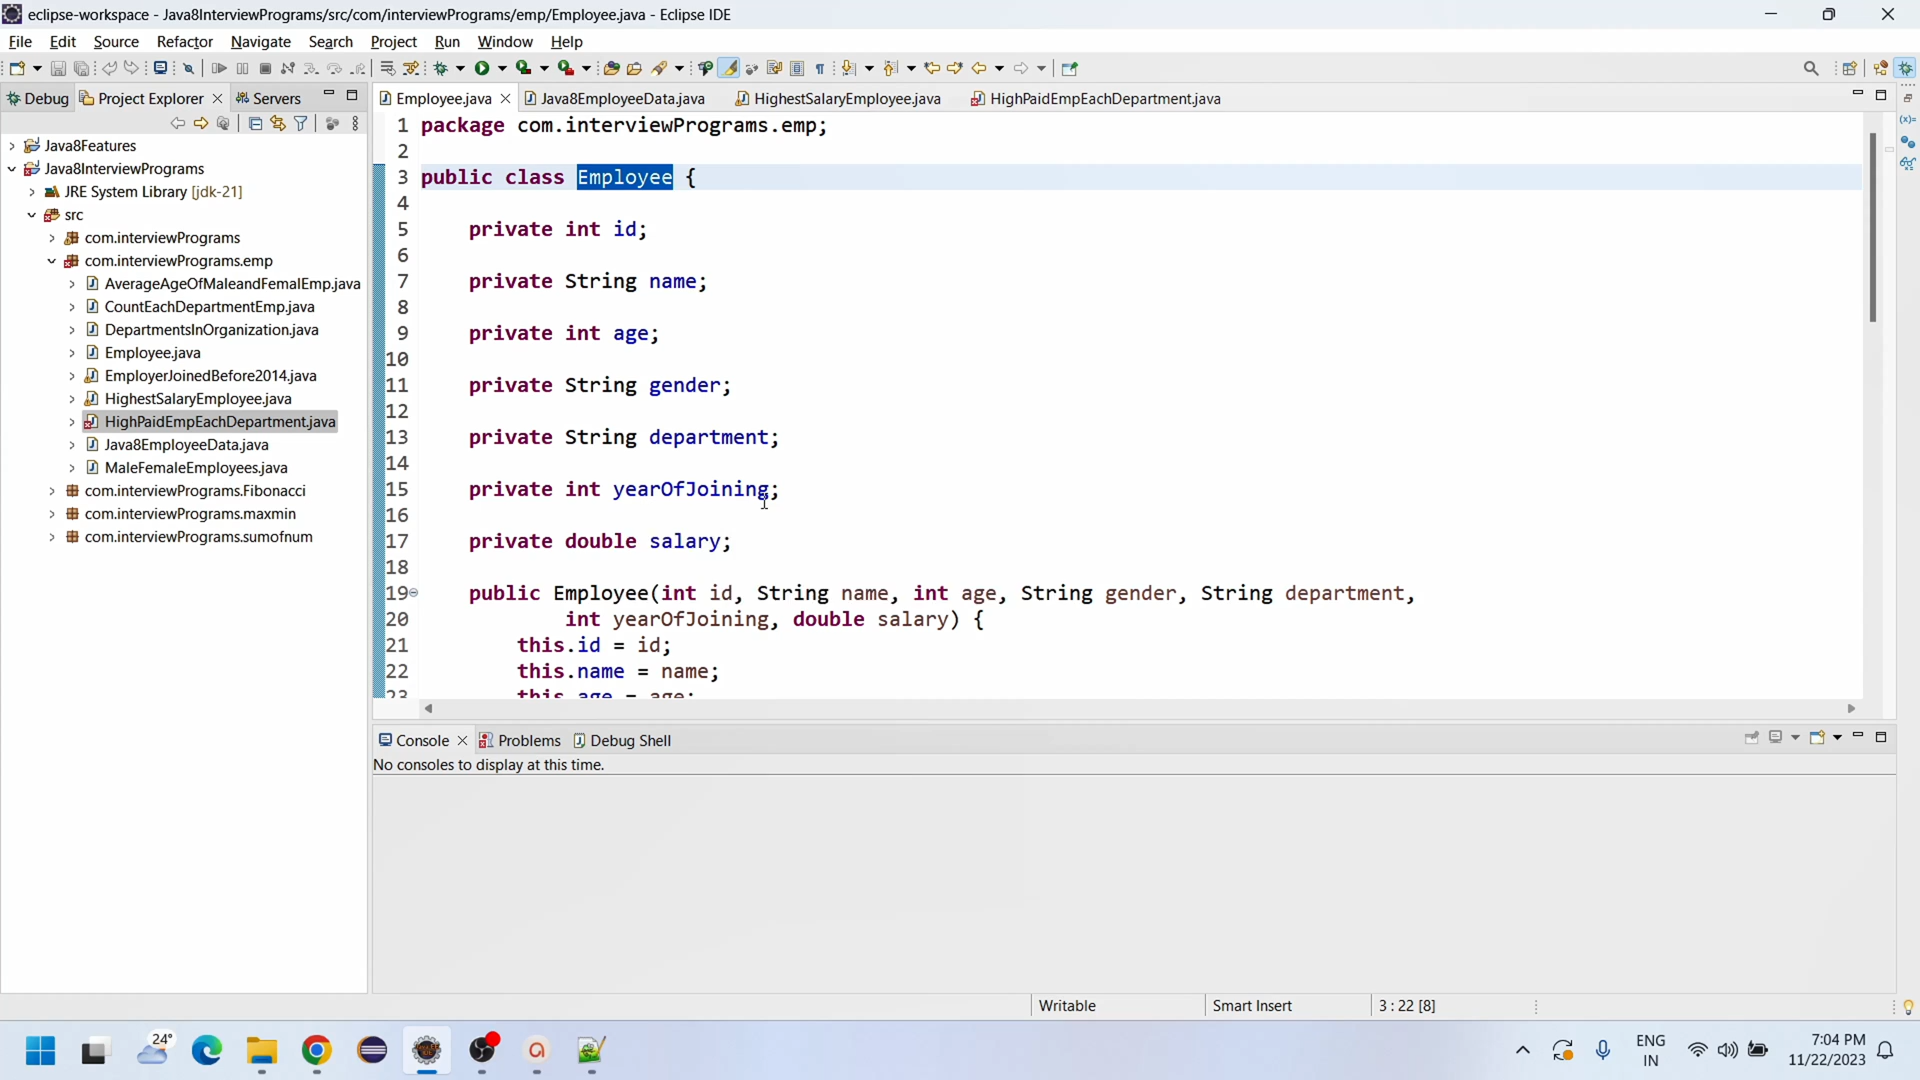 eclipse-workspace - Java8InterviewPrograms/src/com/interviewPrograms/emp/Employee.java - Eclipse IDE
File Edit Source Refactor Navigate Search Project Run Window Help
Debug Project Explorer Servers
Employee.java Java8EmployeeData.java HighestSalaryEmployee.java HighPaidEmpEachDepartment.java
Java8Features
Java8InterviewPrograms
JRE System Library [jdk-21]
src
com.interviewPrograms
com.interviewPrograms.emp
AverageAgeOfMaleandFemalEmp.java
CountEachDepartmentEmp.java
DepartmentsInOrganization.java
Employee.java
EmployerJoinedBefore2014.java
HighestSalaryEmployee.java
HighPaidEmpEachDepartment.java
Java8EmployeeData.java
MaleFemaleEmployees.java
com.interviewPrograms.Fibonacci
com.interviewPrograms.maxmin
com.interviewPrograms.sumofnum
1 package com.interviewPrograms.emp;
2
3 public class Employee {
4
5 private int id;
6
7 private String name;
8
9 private int age;
10
11 private String gender;
12
13 private String department;
14
15 private int yearOfJoining;
16
17 private double salary;
18
19 public Employee(int id, String name, int age, String gender, String department,
20 int yearOfJoining, double salary) {
21 this.id = id;
22 this.name = name;
23 this.age = age;
Console Problems Debug Shell
No consoles to display at this time.
Writable Smart Insert 3 : 22 [8]
24°
ENG
IN
7:04 PM
11/22/2023